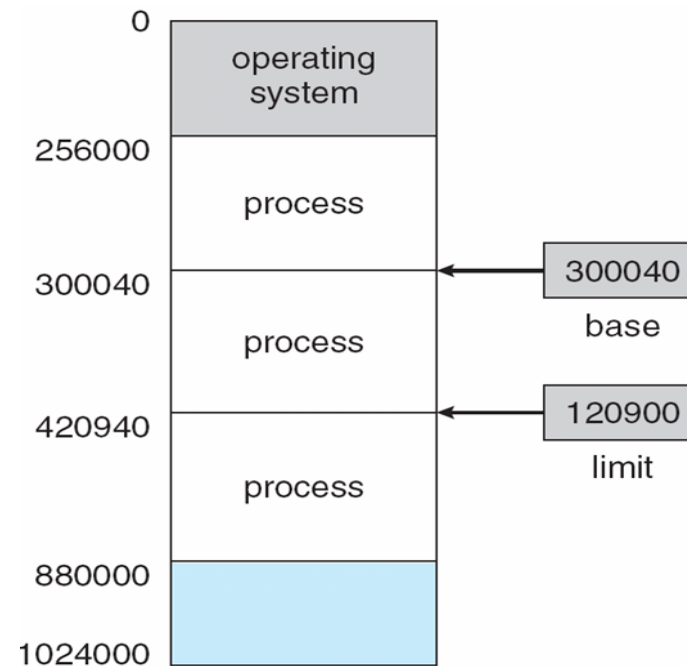 0
operating
system
256000
process
300040
300040
base
process
420940
120900
limit
process
880000
1024000